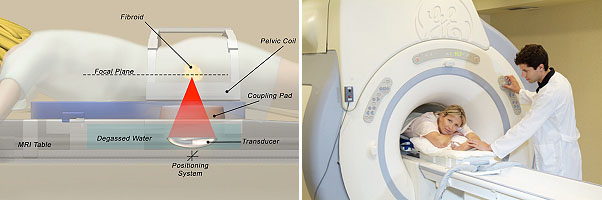 Fibroid
Pelvic Coil
Focal Plane
Coupling Pad
MRI Table
Degassed Water
Transducer
Positioning
System